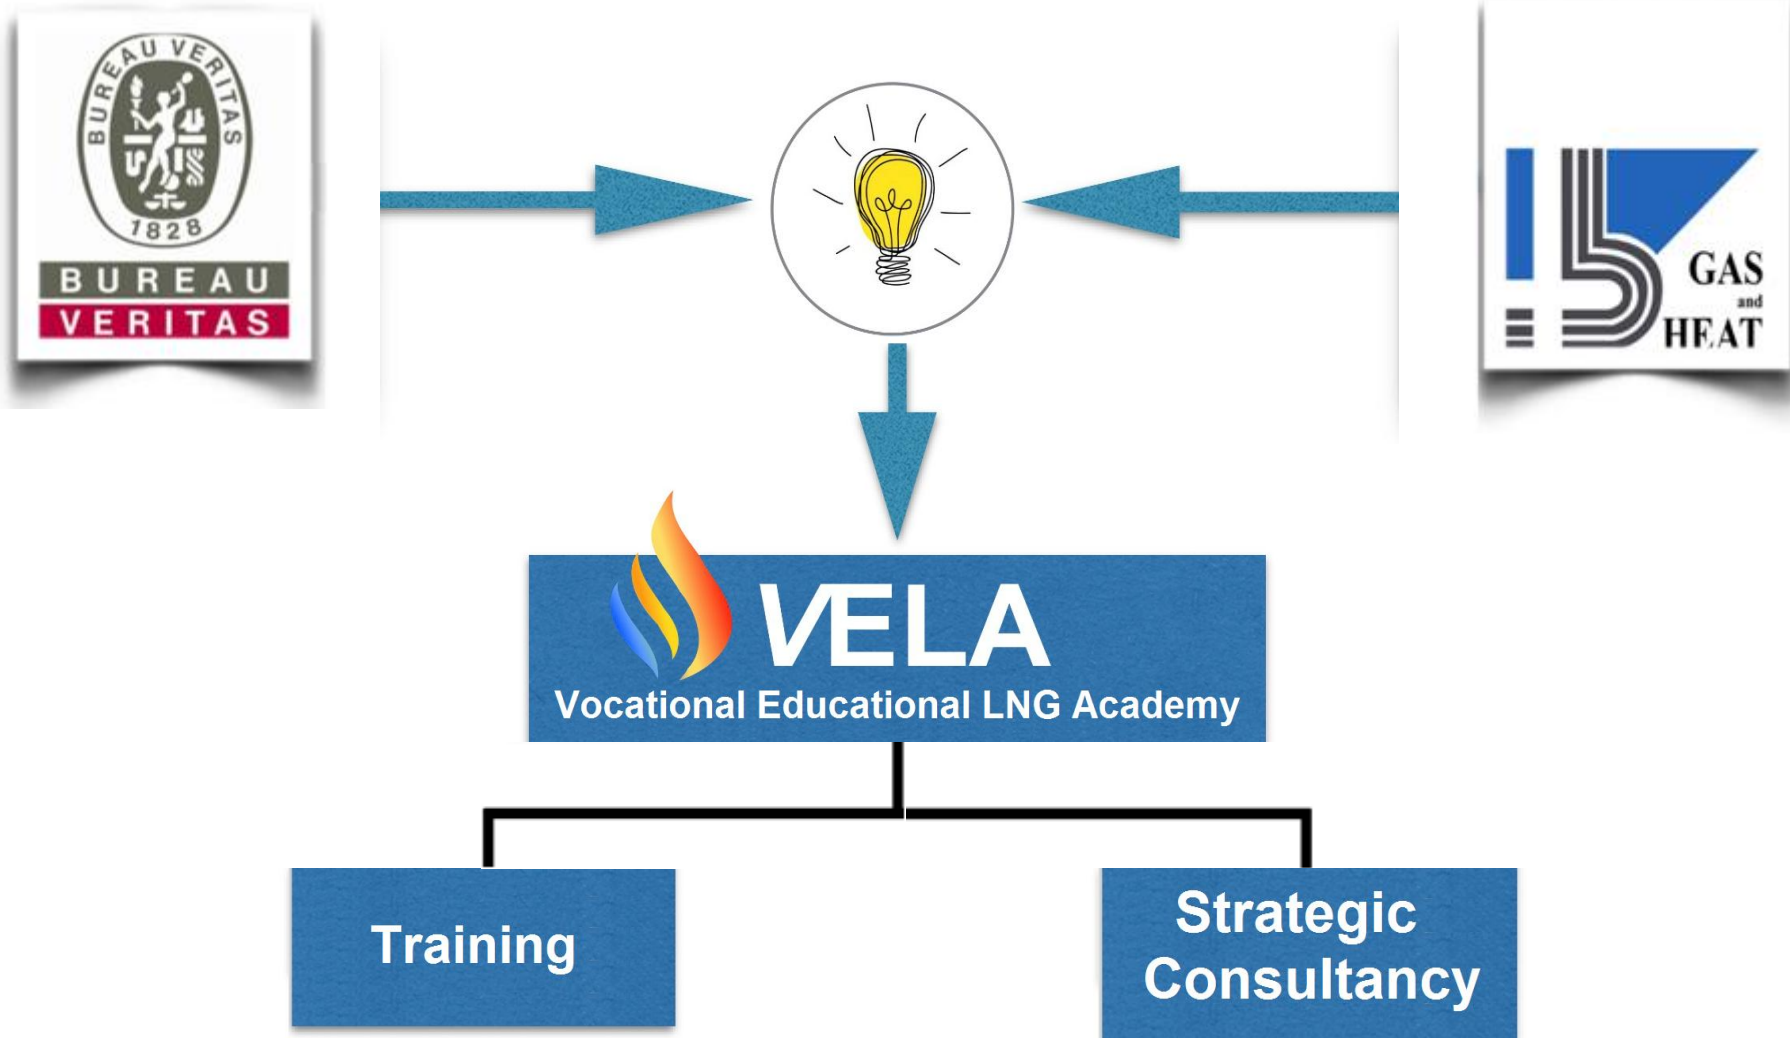 BUREAU VERITAS
1828
BUREAU
VERITAS
GAS
and
HEAT
VELA
Vocational Educational LNG Academy
Training
Strategic
Consultancy